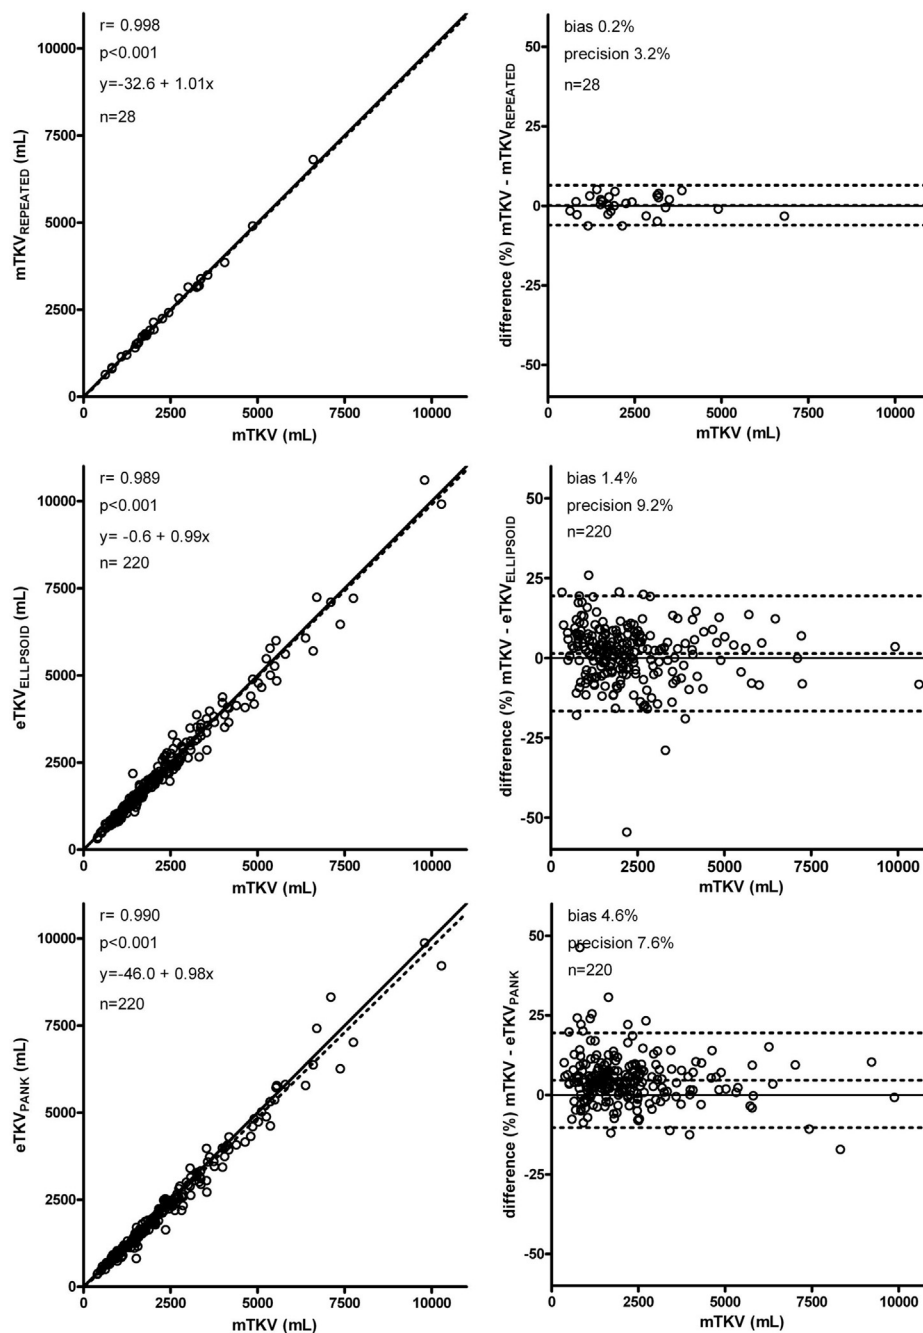 r= 0.998
p<0.001
y=-32.6 + 1.01x
n=28
10000
7500
5000
2500
0
mTKVREPEATED (mL)
0 2500 5000 7500 10000
mTKV (mL)
bias 0.2%
precision 3.2%
n=28
50
25
0
-25
-50
difference (%) mTKV - mTKVREPEATED
0 2500 5000 7500 10000
mTKV (mL)
r= 0.989
p<0.001
y= -0.6 + 0.99x
n= 220
10000
7500
5000
2500
0
eTKVELLPSOID (mL)
0 2500 5000 7500 10000
mTKV (mL)
bias 1.4%
precision 9.2%
n=220
50
25
0
-25
-50
difference (%) mTKV - eTKVELLIPSOID
0 2500 5000 7500 10000
mTKV (mL)
r= 0.990
p<0.001
y=-46.0 + 0.98x
n=220
10000
7500
5000
2500
0
eTKVPANK (mL)
0 2500 5000 7500 10000
mTKV (mL)
bias 4.6%
precision 7.6%
n=220
50
25
0
-25
-50
difference (%) mTKV - eTKVPANK
0 2500 5000 7500 10000
mTKV (mL)